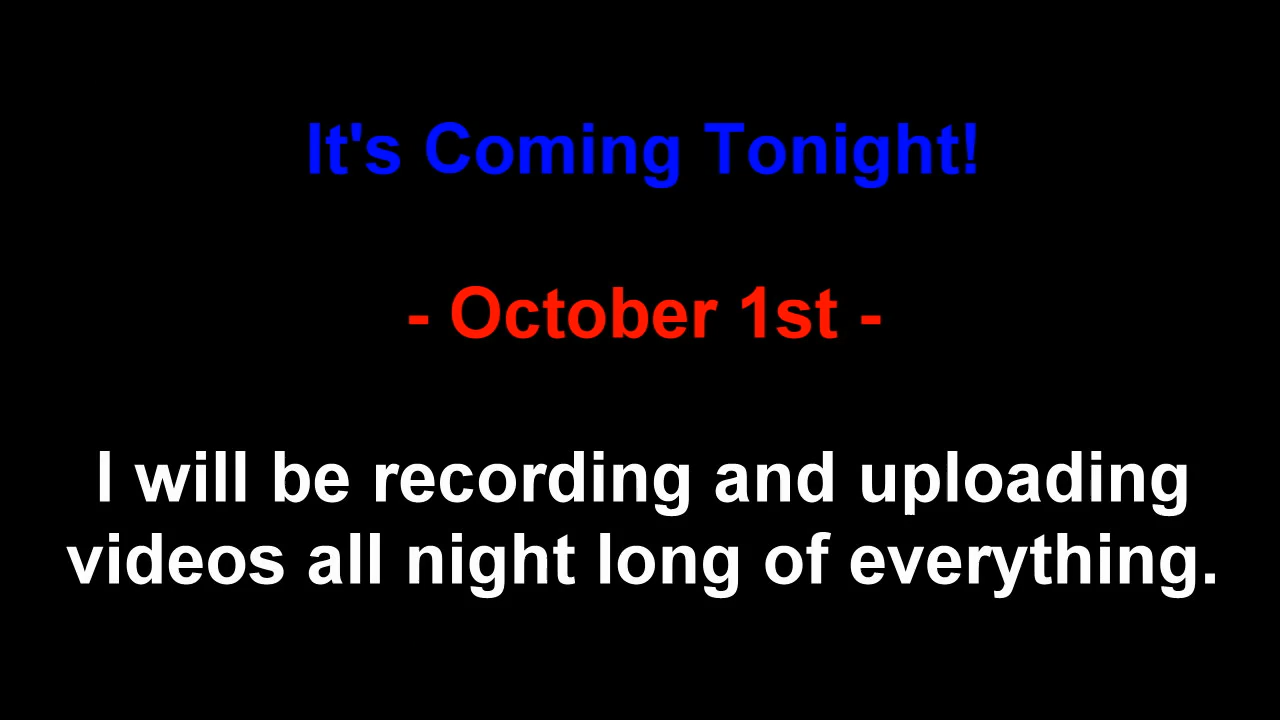 It's Coming Tonight!
- October 1st -
I will be recording and uploading
videos all night long of everything.